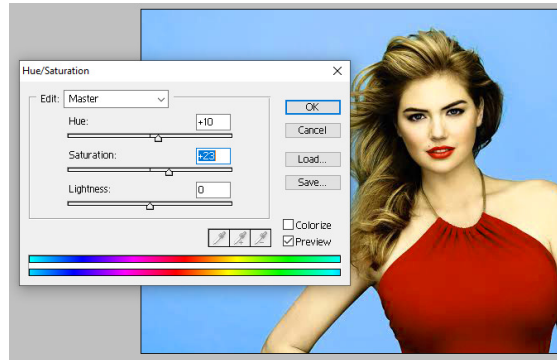 Hue/Saturation
Edit: Master
Hue: +10
Saturation: +23
Lightness: 0
OK
Cancel
Load...
Save...
Colorize
Preview